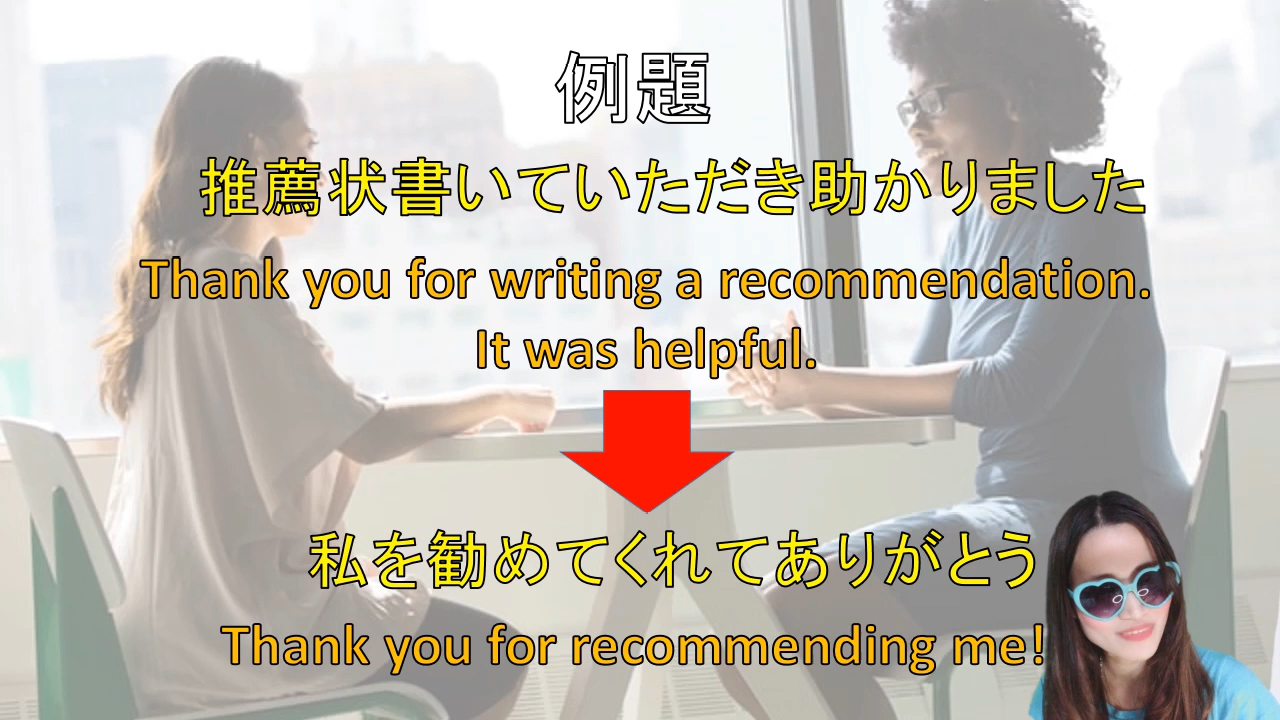 例題
推薦状書いていただき助かりました
Thank you for writing a recommendation.
It was helpful.
私を勧めてくれてありがとう
Thank you for recommending me!